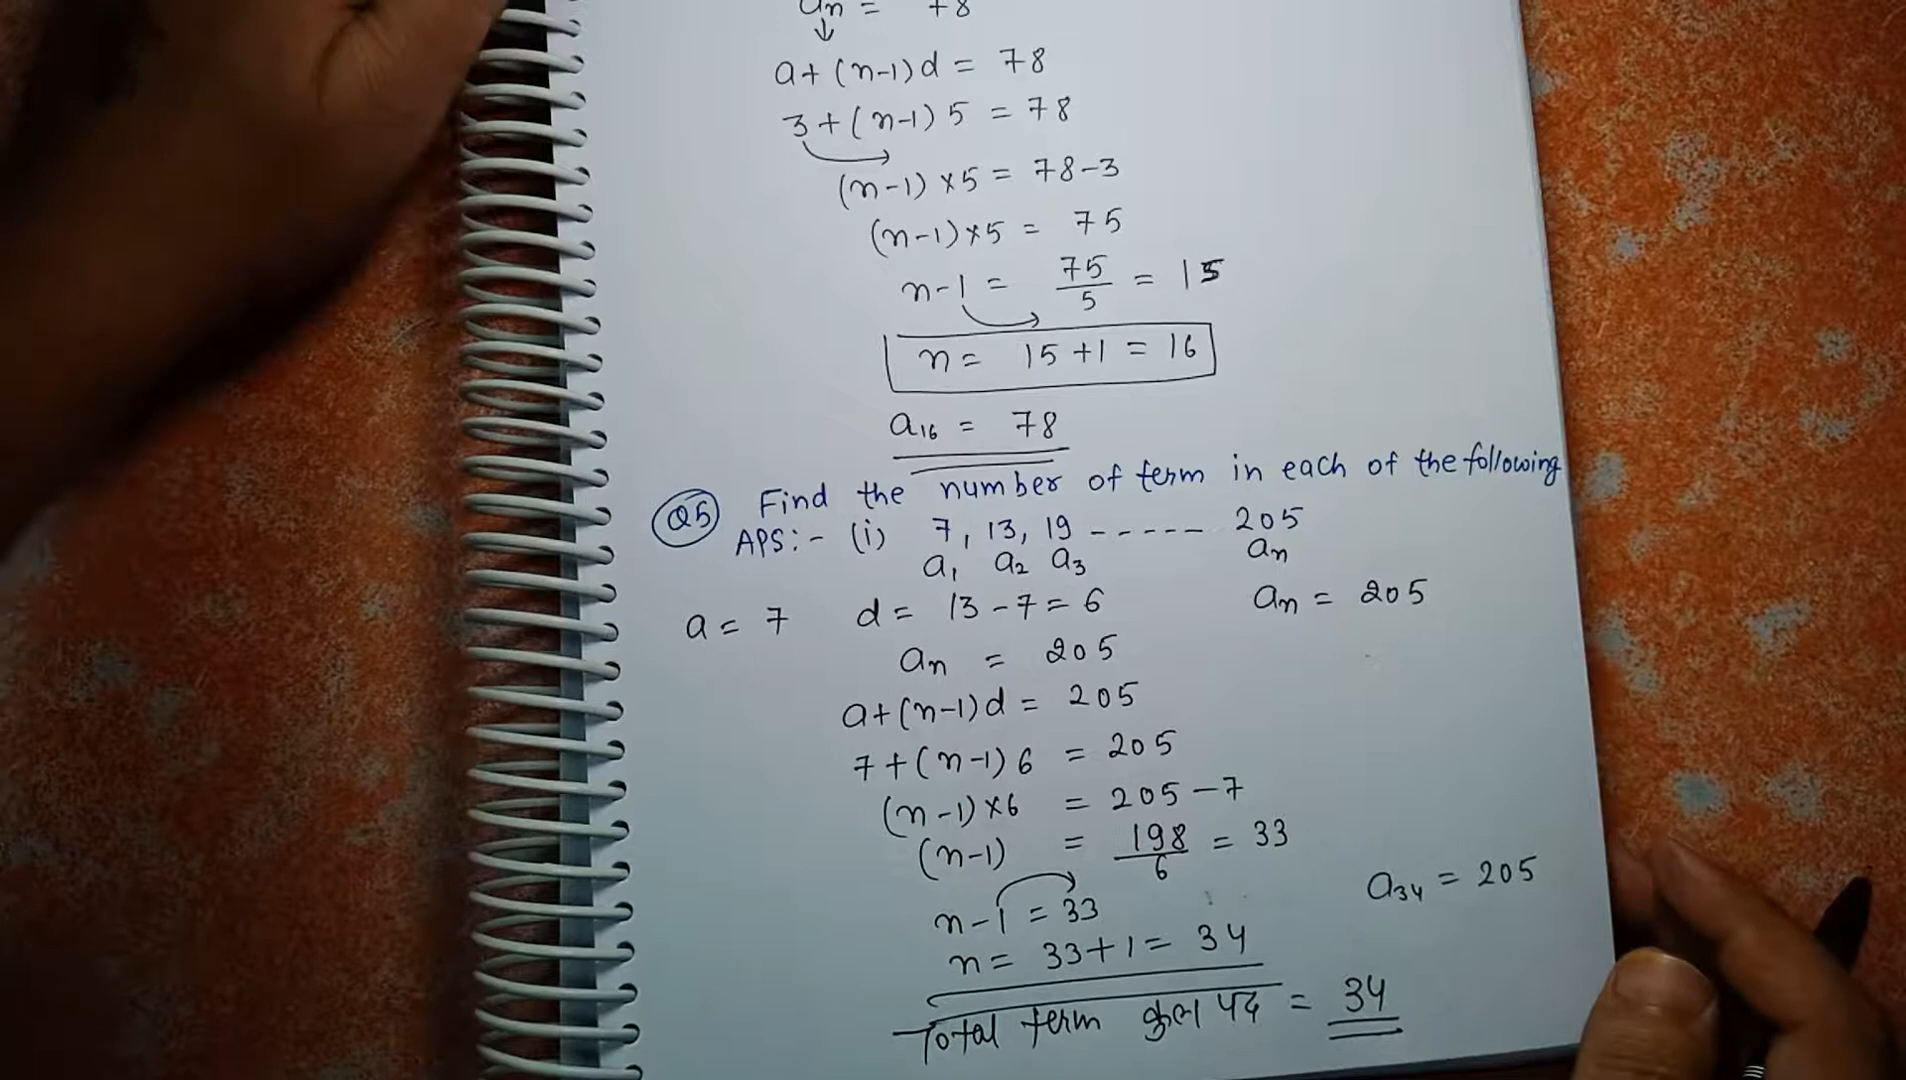 an = 78
↓
a+(n-1)d = 78
3+(n-1)5 = 78
(n-1)×5 = 78-3
(n-1)×5 = 75
n-1 = 75/5 = 15
n = 15+1 = 16
a16 = 78
Q5 Find the number of term in each of the following
APS:- (i) 7, 13, 19 ----- 205
a1 a2 a3 an
a = 7 d = 13-7 = 6 an = 205
an = 205
a+(n-1)d = 205
7+(n-1)6 = 205
(n-1)×6 = 205-7
(n-1) = 198/6 = 33
n-1 = 33 a34 = 205
n = 33+1 = 34
Total term कुल पद = 34